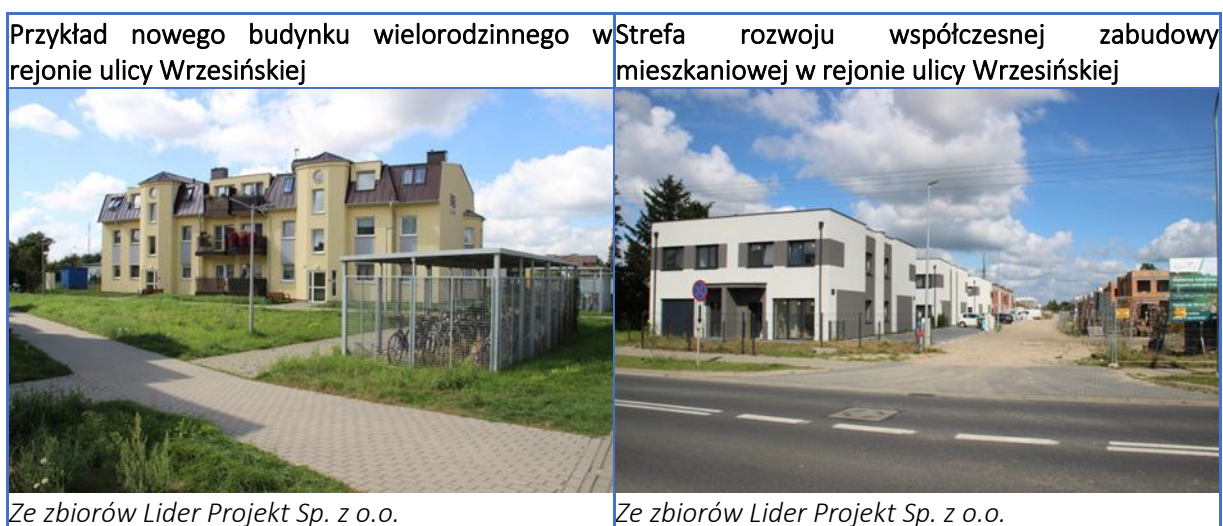 Przykład nowego budynku wielorodzinnego w
rejonie ulicy Wrzesińskiej
Strefa rozwoju współczesnej zabudowy
mieszkaniowej w rejonie ulicy Wrzesińskiej
Ze zbiorów Lider Projekt Sp. z o.o.
Ze zbiorów Lider Projekt Sp. z o.o.